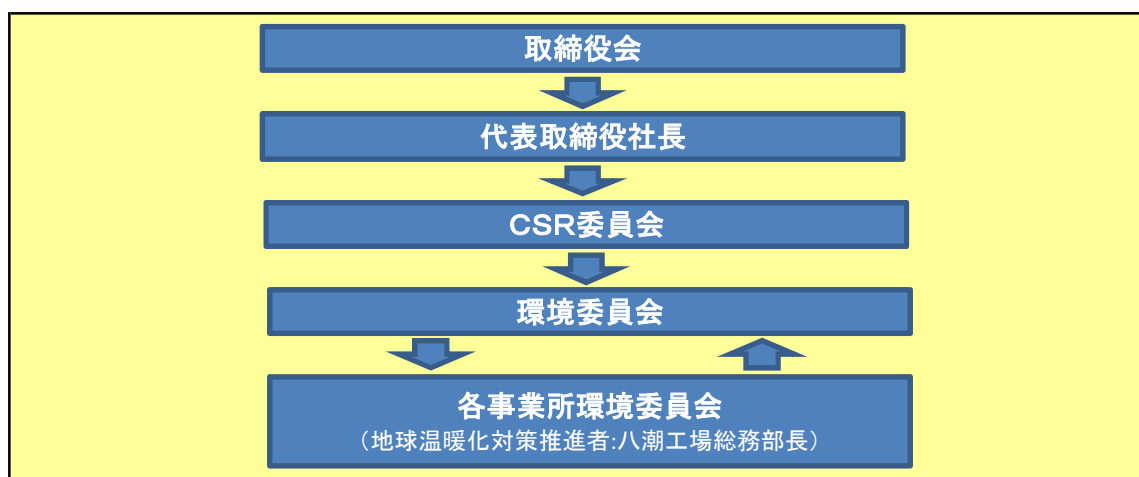 取締役会
代表取締役社長
CSR委員会
環境委員会
各事業所環境委員会
（地球温暖化対策推進者:八潮工場総務部長）